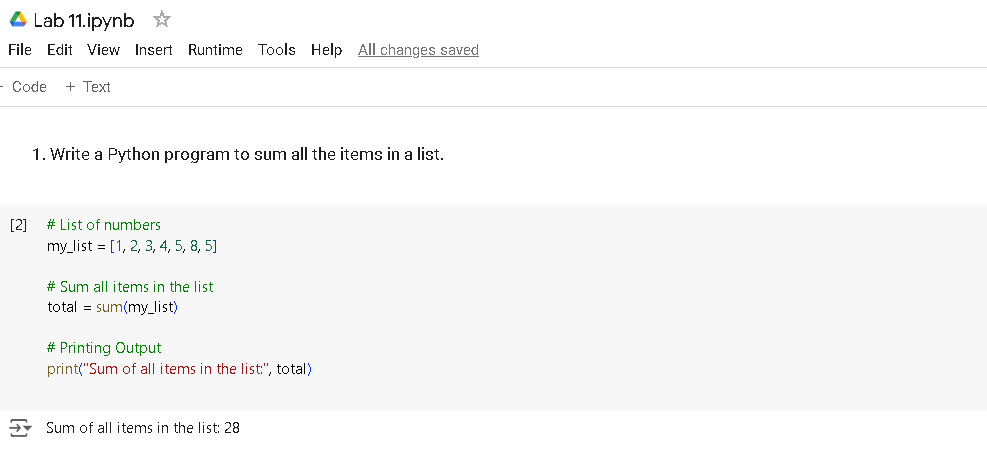 Lab 11.ipynb
File Edit View Insert Runtime Tools Help All changes saved
Code + Text
1. Write a Python program to sum all the items in a list.
[2] # List of numbers
my_list = [1, 2, 3, 4, 5, 8, 5]
# Sum all items in the list
total = sum(my_list)
# Printing Output
print("Sum of all items in the list:", total)
Sum of all items in the list: 28